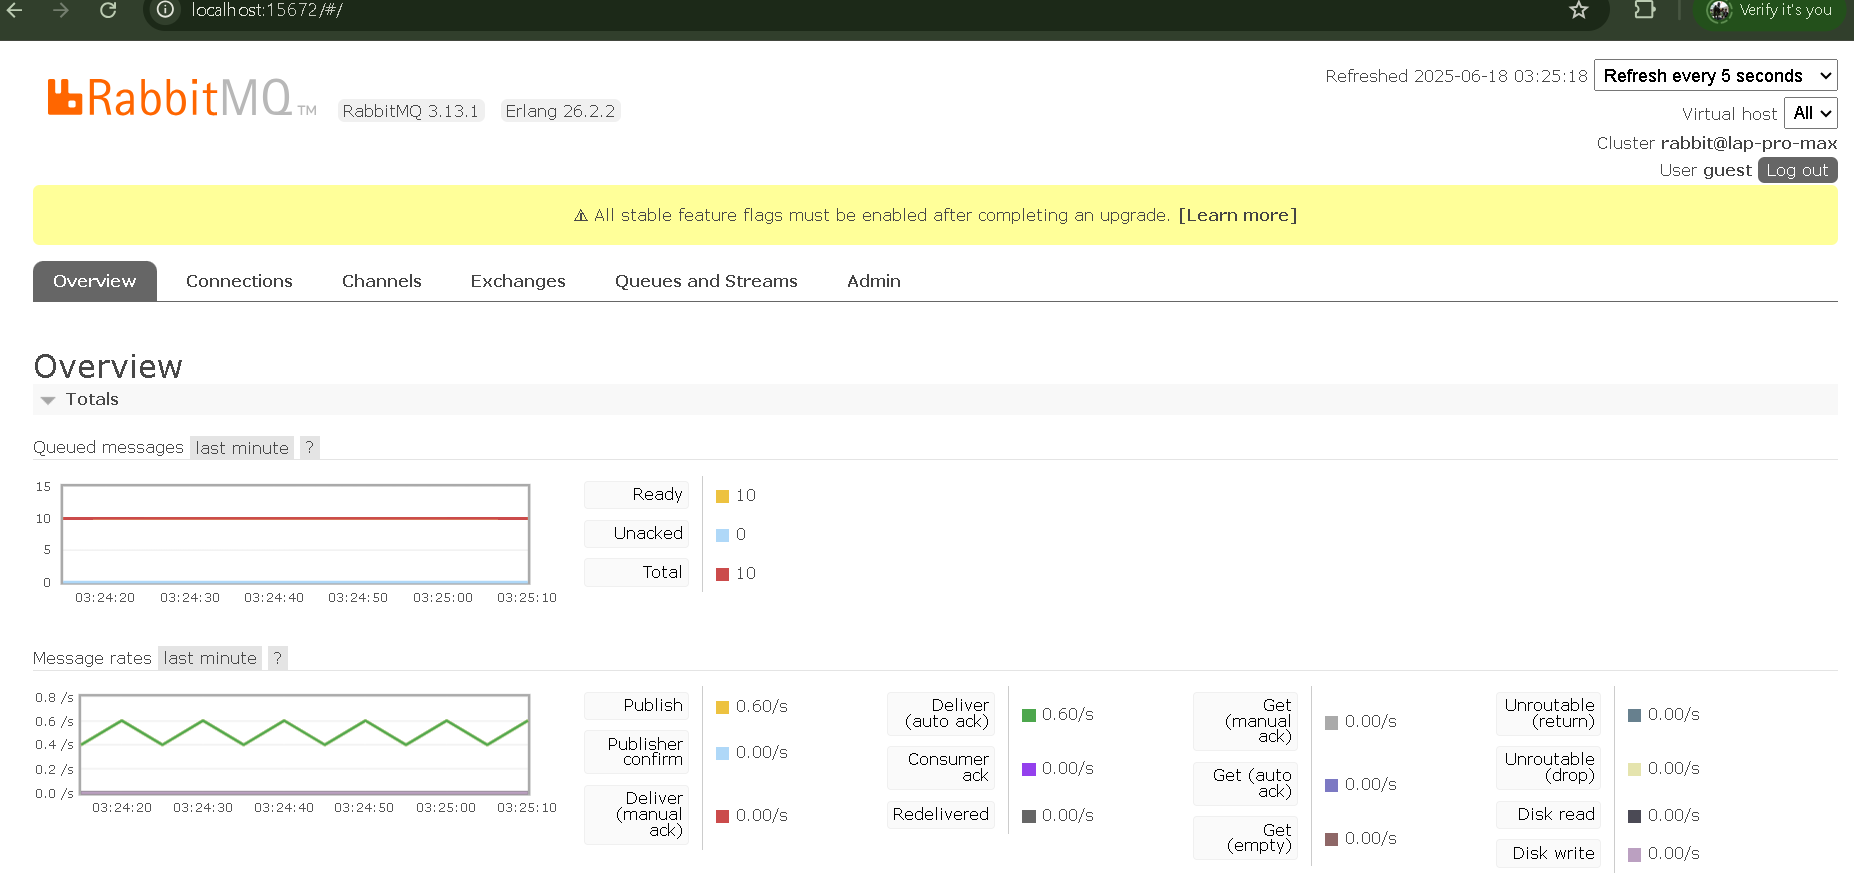 localhost:15672/#/
Verify it's you
RabbitMQ TM
RabbitMQ 3.13.1
Erlang 26.2.2
Refreshed 2025-06-18 03:25:18
Refresh every 5 seconds
Virtual host
All
Cluster rabbit@lap-pro-max
User guest
Log out
⚠ All stable feature flags must be enabled after completing an upgrade. [Learn more]
Overview
Connections
Channels
Exchanges
Queues and Streams
Admin
Overview
Totals
Queued messages
last minute
?
15
10
5
0
03:24:20
03:24:30
03:24:40
03:24:50
03:25:00
03:25:10
Ready
10
Unacked
0
Total
10
Message rates
last minute
?
0.8 /s
0.6 /s
0.4 /s
0.2 /s
0.0 /s
03:24:20
03:24:30
03:24:40
03:24:50
03:25:00
03:25:10
Publish
0.60/s
Publisher
confirm
0.00/s
Deliver
(manual
ack)
0.00/s
Deliver
(auto ack)
0.60/s
Consumer
ack
0.00/s
Redelivered
0.00/s
Get
(manual
ack)
0.00/s
Get (auto
ack)
0.00/s
Get
(empty)
0.00/s
Unroutable
(return)
0.00/s
Unroutable
(drop)
0.00/s
Disk read
0.00/s
Disk write
0.00/s